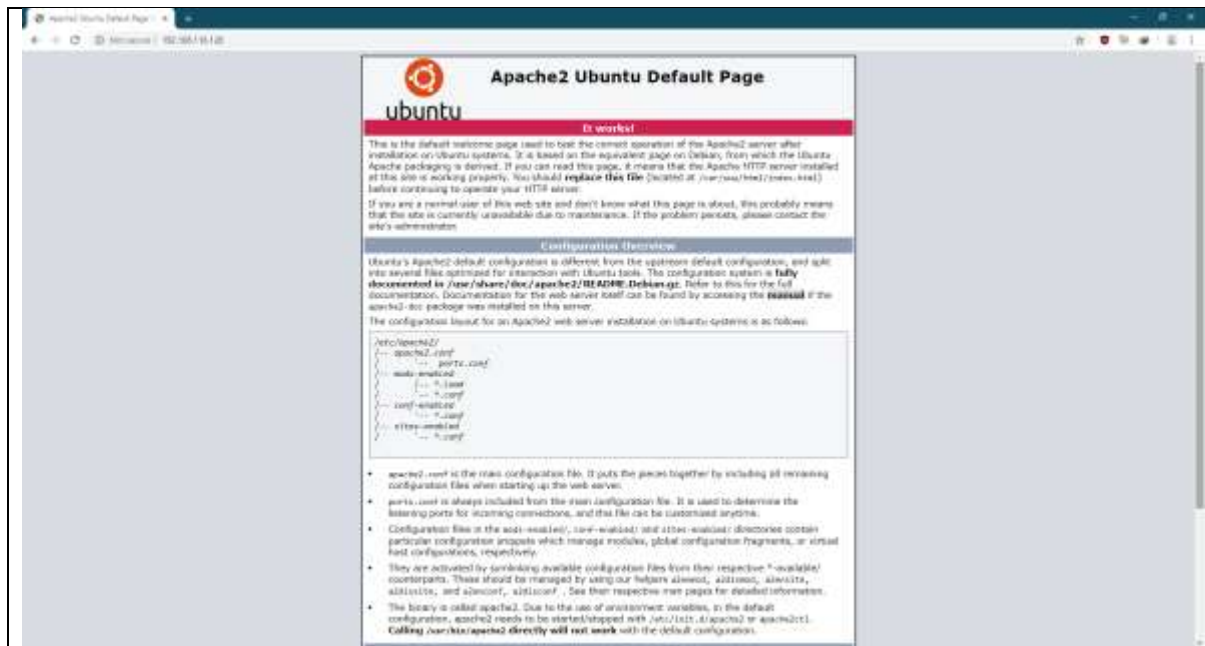 Apache2 Ubuntu Default Page
Apache2 Ubuntu Default Page
ubuntu
It works!
This is the default welcome page used to test the correct operation of the Apache2 server after
installation on Ubuntu systems. It is based on the equivalent page on Debian, from which the Ubuntu
Apache packaging is derived. If you can read this page, it means that the Apache HTTP server installed
at this site is working properly. You should replace this file (located at /var/www/html/index.html)
before continuing to operate your HTTP server.
If you are a normal user of this web site and don't know what this page is about, this probably means
that the site is currently unavailable due to maintenance. If the problem persists, please contact the
site's administrator.
Configuration Overview
Ubuntu's Apache2 default configuration is different from the upstream default configuration, and split
into several files optimized for interaction with Ubuntu tools. The configuration system is fully
documented in /usr/share/doc/apache2/README.Debian.gz. Refer to this for the full
documentation. Documentation for the web server itself can be found by accessing the manual if the
apache2-doc package was installed on this server.
The configuration layout for an Apache2 web server installation on Ubuntu systems is as follows:
/etc/apache2/
|-- apache2.conf
|       `--  ports.conf
|-- mods-enabled
|       |-- *.load
|       `-- *.conf
|-- conf-enabled
|       `-- *.conf
|-- sites-enabled
|       `-- *.conf
• apache2.conf is the main configuration file. It puts the pieces together by including all remaining
configuration files when starting up the web server.
• ports.conf is always included from the main configuration file. It is used to determine the
listening ports for incoming connections, and this file can be customized anytime.
• Configuration files in the mods-enabled/, conf-enabled/ and sites-enabled/ directories contain
particular configuration snippets which manage modules, global configuration fragments, or virtual
host configurations, respectively.
• They are activated by symlinking available configuration files from their respective *-available/
counterparts. These should be managed by using our helpers a2enmod, a2dismod, a2ensite,
a2dissite, and a2enconf, a2disconf . See their respective man pages for detailed information.
• The binary is called apache2. Due to the use of environment variables, in the default
configuration, apache2 needs to be started/stopped with /etc/init.d/apache2 or apache2ctl.
Calling /usr/bin/apache2 directly will not work with the default configuration.